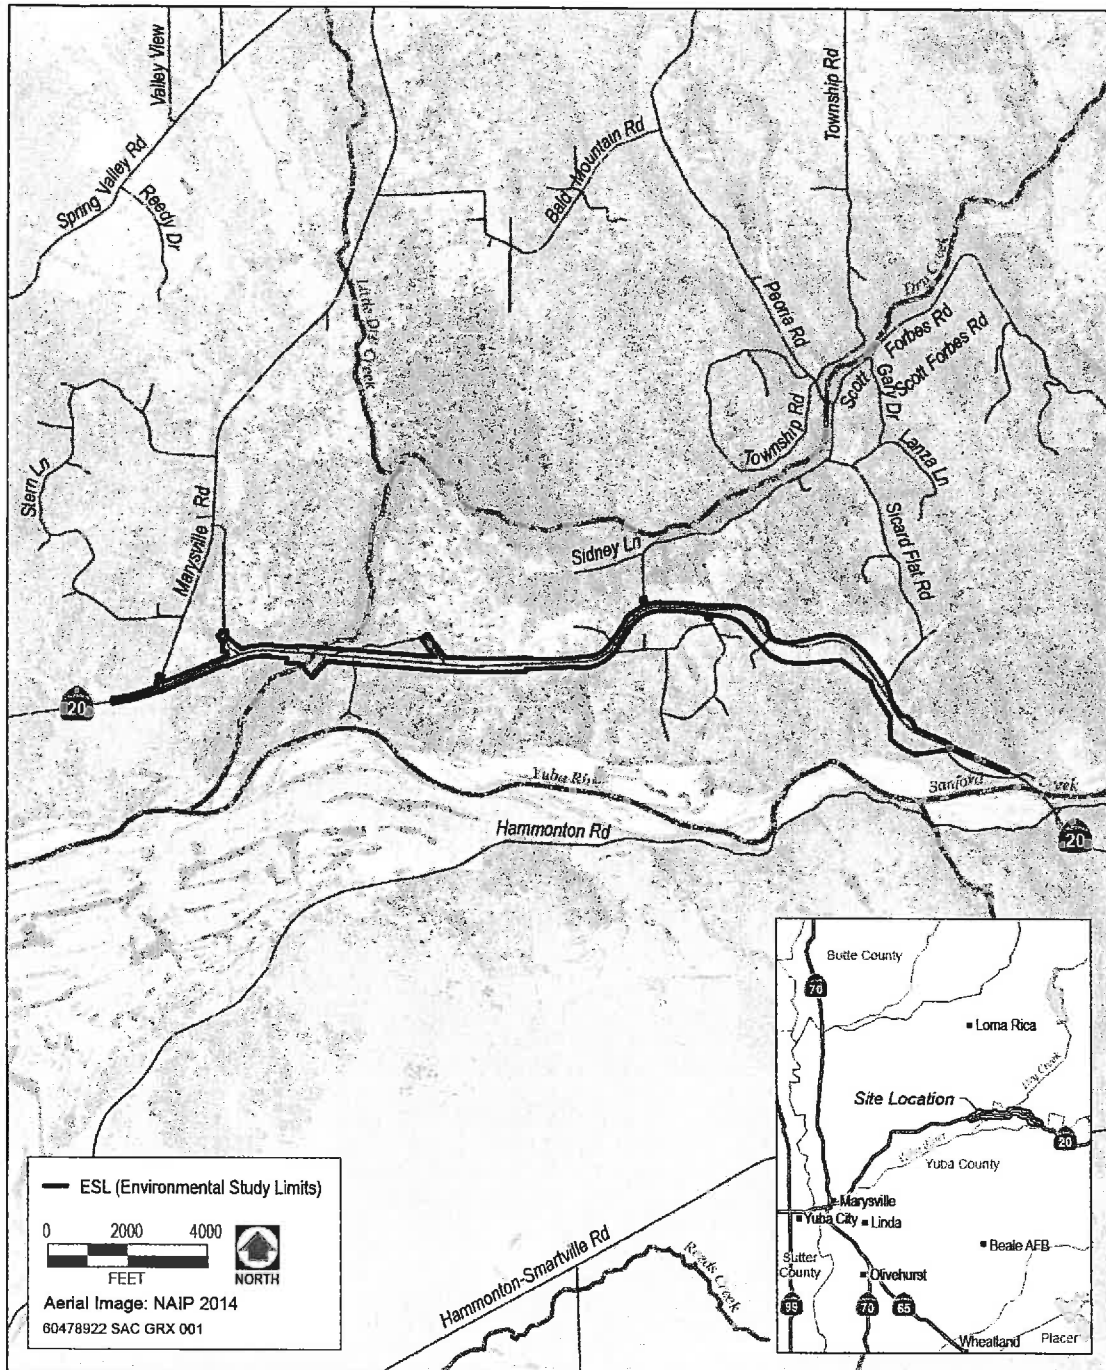 Valley View
Spring Valley Rd
Reedy Dr
Bald Mountain Rd
Township Rd
Peoria Rd
Little Dry Creek
Dry Creek
Scott Forbes Rd
Scott Forbes Rd
Gary Dr
Township Rd
Lanza Ln
Stern Ln
Marysville Rd
Sidney Ln
Sicard Flat Rd
20
Yuba River
Sanford Creek
Hammonton Rd
20
Butte County
70
Loma Rica
Dry Creek
Site Location
20
Yuba County
Marysville
Yuba City
Linda
Beale AFB
Sutter
County
Olivehurst
99
70
65
Wheatland
Placer
ESL (Environmental Study Limits)
0 2000 4000
FEET
NORTH
Aerial Image: NAIP 2014
60478922 SAC GRX 001
Hammonton-Smartville Rd
Reeds Creek